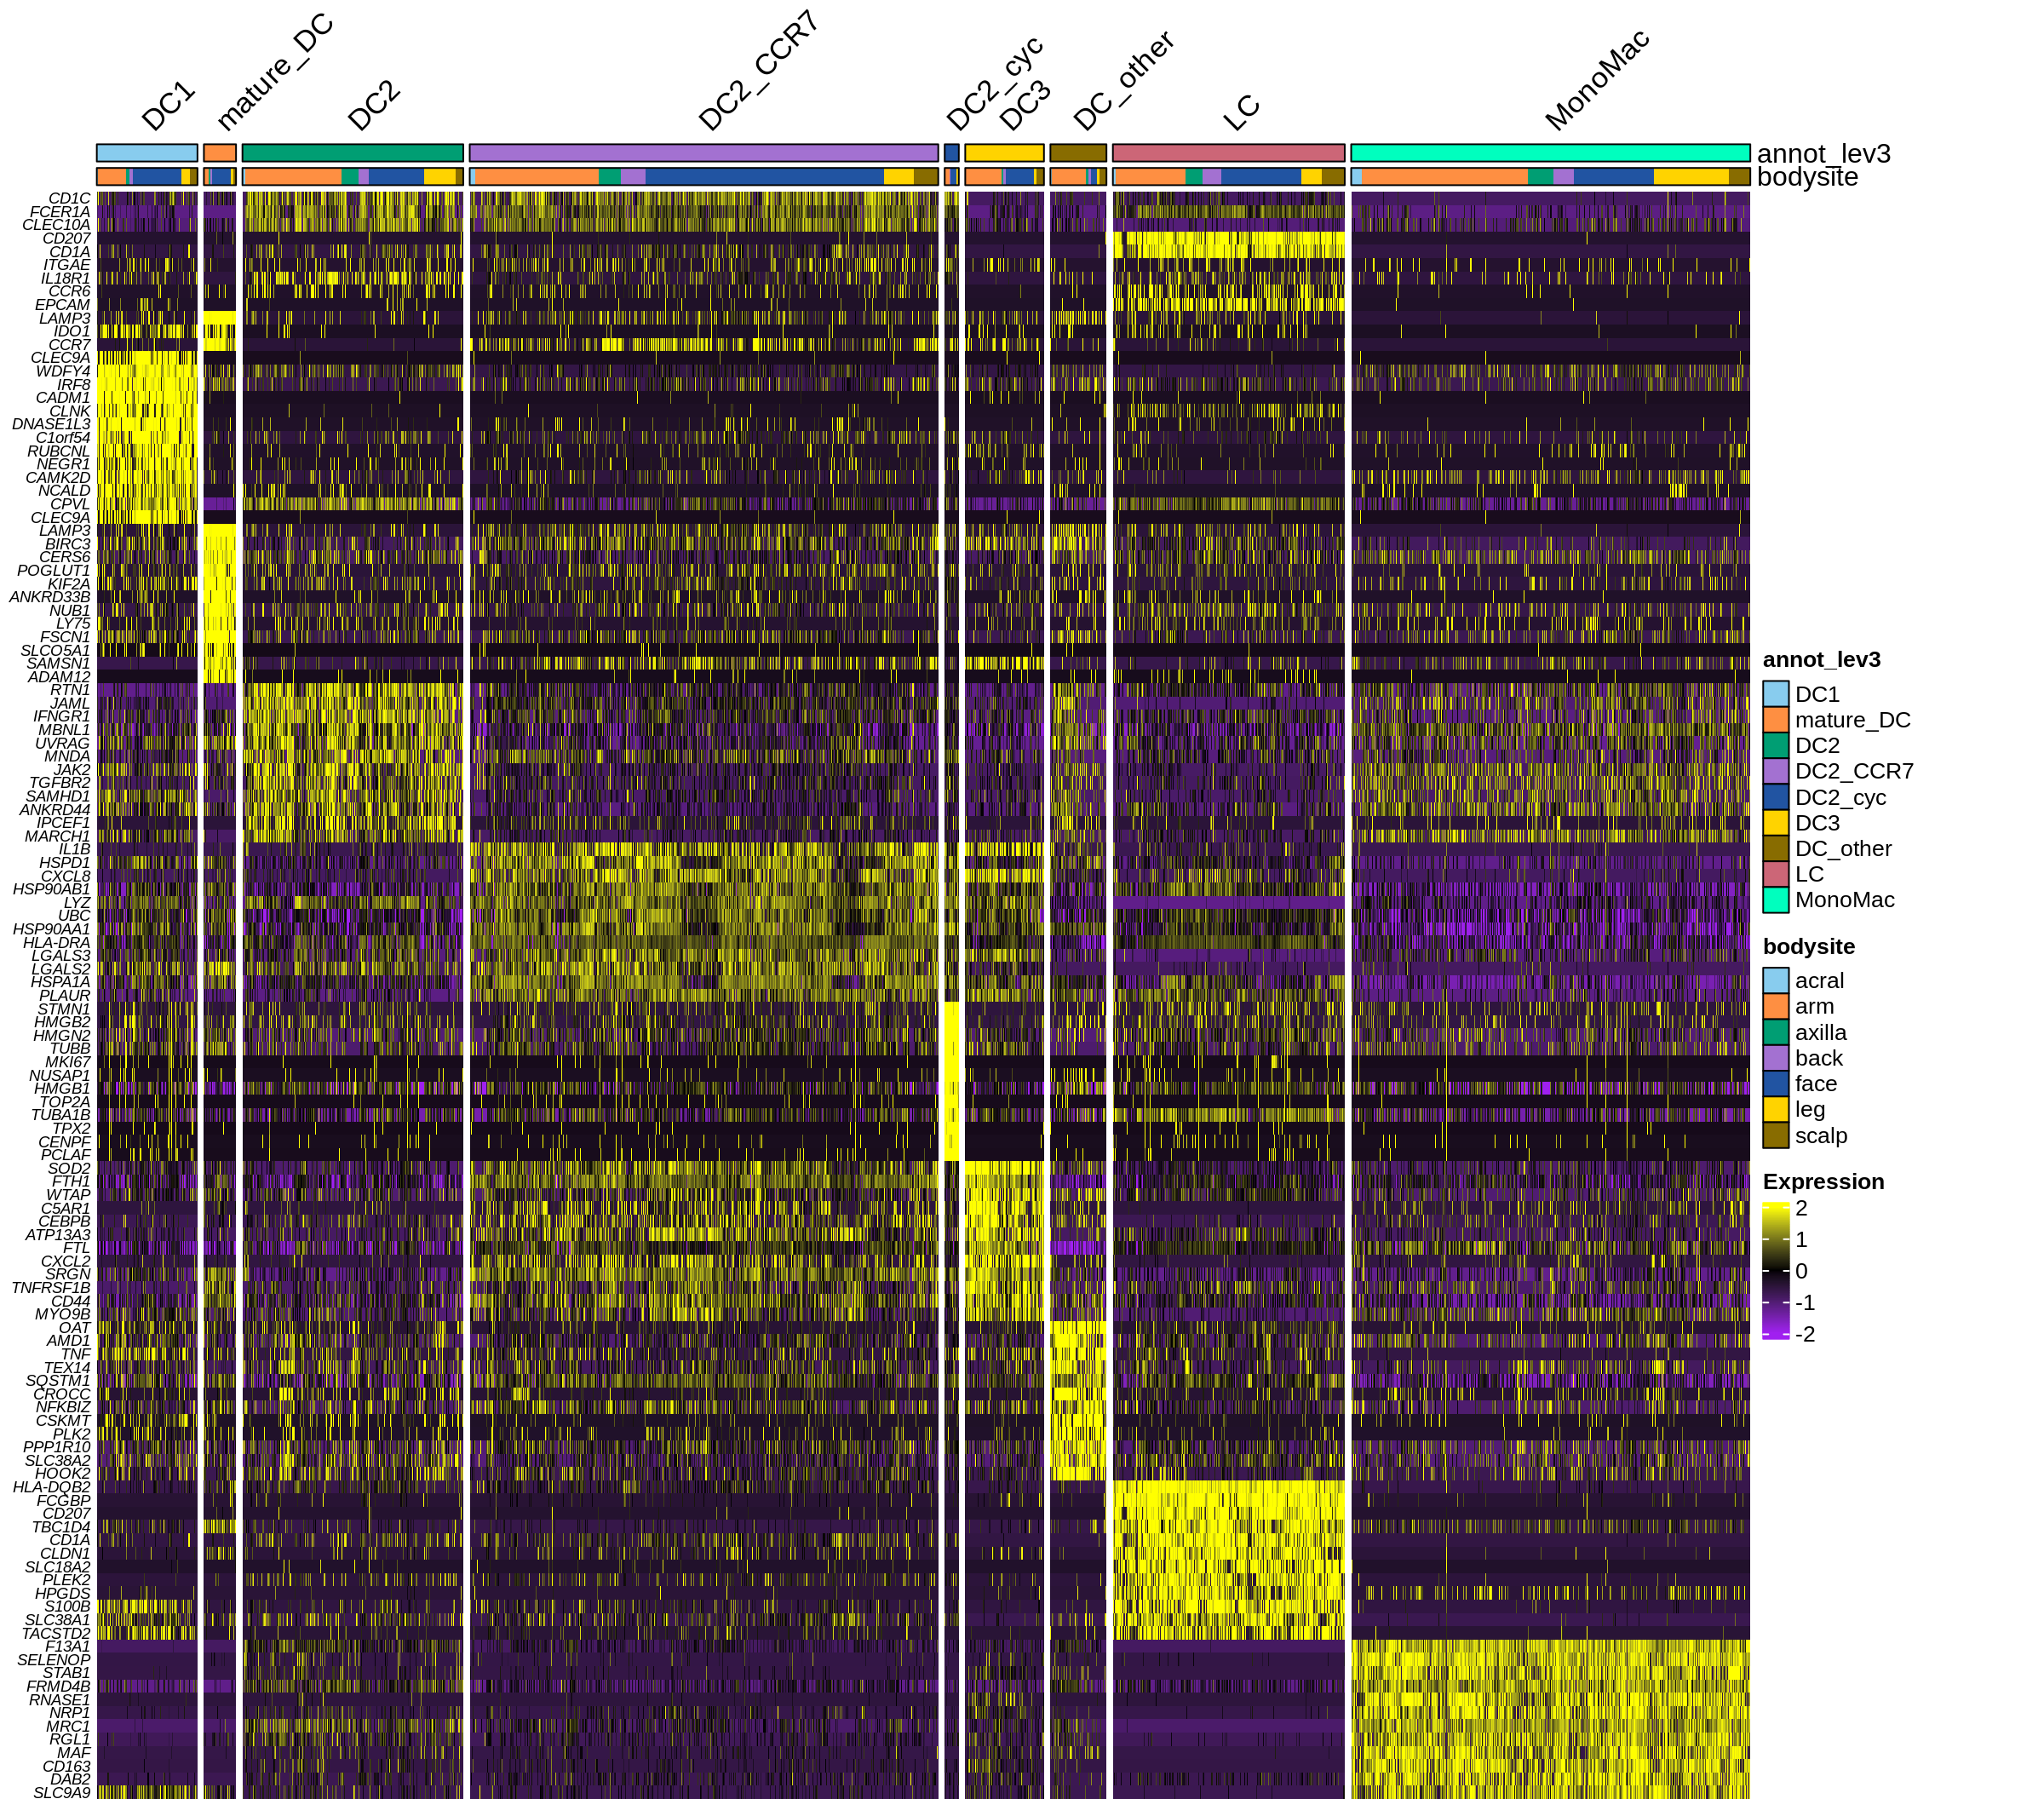 DC1
mature_DC
DC2
DC2_CCR7
DC2_cyc
DC3
DC_other
LC
MonoMac
annot_lev3
bodysite
CD1C
FCER1A
CLEC10A
CD207
CD1A
ITGAE
IL18R1
CCR6
EPCAM
LAMP3
IDO1
CCR7
CLEC9A
WDFY4
IRF8
CADM1
CLNK
DNASE1L3
C1orf54
RUBCNL
NEGR1
CAMK2D
NCALD
CPVL
CLEC9A
LAMP3
BIRC3
CERS6
POGLUT1
KIF2A
ANKRD33B
NUB1
LY75
FSCN1
SLCO5A1
SAMSN1
ADAM12
RTN1
JAML
IFNGR1
MBNL1
UVRAG
MNDA
JAK2
TGFBR2
SAMHD1
ANKRD44
IPCEF1
MARCH1
IL1B
HSPD1
CXCL8
HSP90AB1
LYZ
UBC
HSP90AA1
HLA-DRA
LGALS3
LGALS2
HSPA1A
PLAUR
STMN1
HMGB2
HMGN2
TUBB
MKI67
NUSAP1
HMGB1
TOP2A
TUBA1B
TPX2
CENPF
PCLAF
SOD2
FTH1
WTAP
C5AR1
CEBPB
ATP13A3
FTL
CXCL2
SRGN
TNFRSF1B
CD44
MYO9B
OAT
AMD1
TNF
TEX14
SQSTM1
CROCC
NFKBIZ
CSKMT
PLK2
PPP1R10
SLC38A2
HOOK2
HLA-DQB2
FCGBP
CD207
TBC1D4
CD1A
CLDN1
SLC18A2
PLEK2
HPGDS
S100B
SLC38A1
TACSTD2
F13A1
SELENOP
STAB1
FRMD4B
RNASE1
NRP1
MRC1
RGL1
MAF
CD163
DAB2
SLC9A9
annot_lev3
DC1
mature_DC
DC2
DC2_CCR7
DC2_cyc
DC3
DC_other
LC
MonoMac
bodysite
acral
arm
axilla
back
face
leg
scalp
Expression
2
1
0
-1
-2